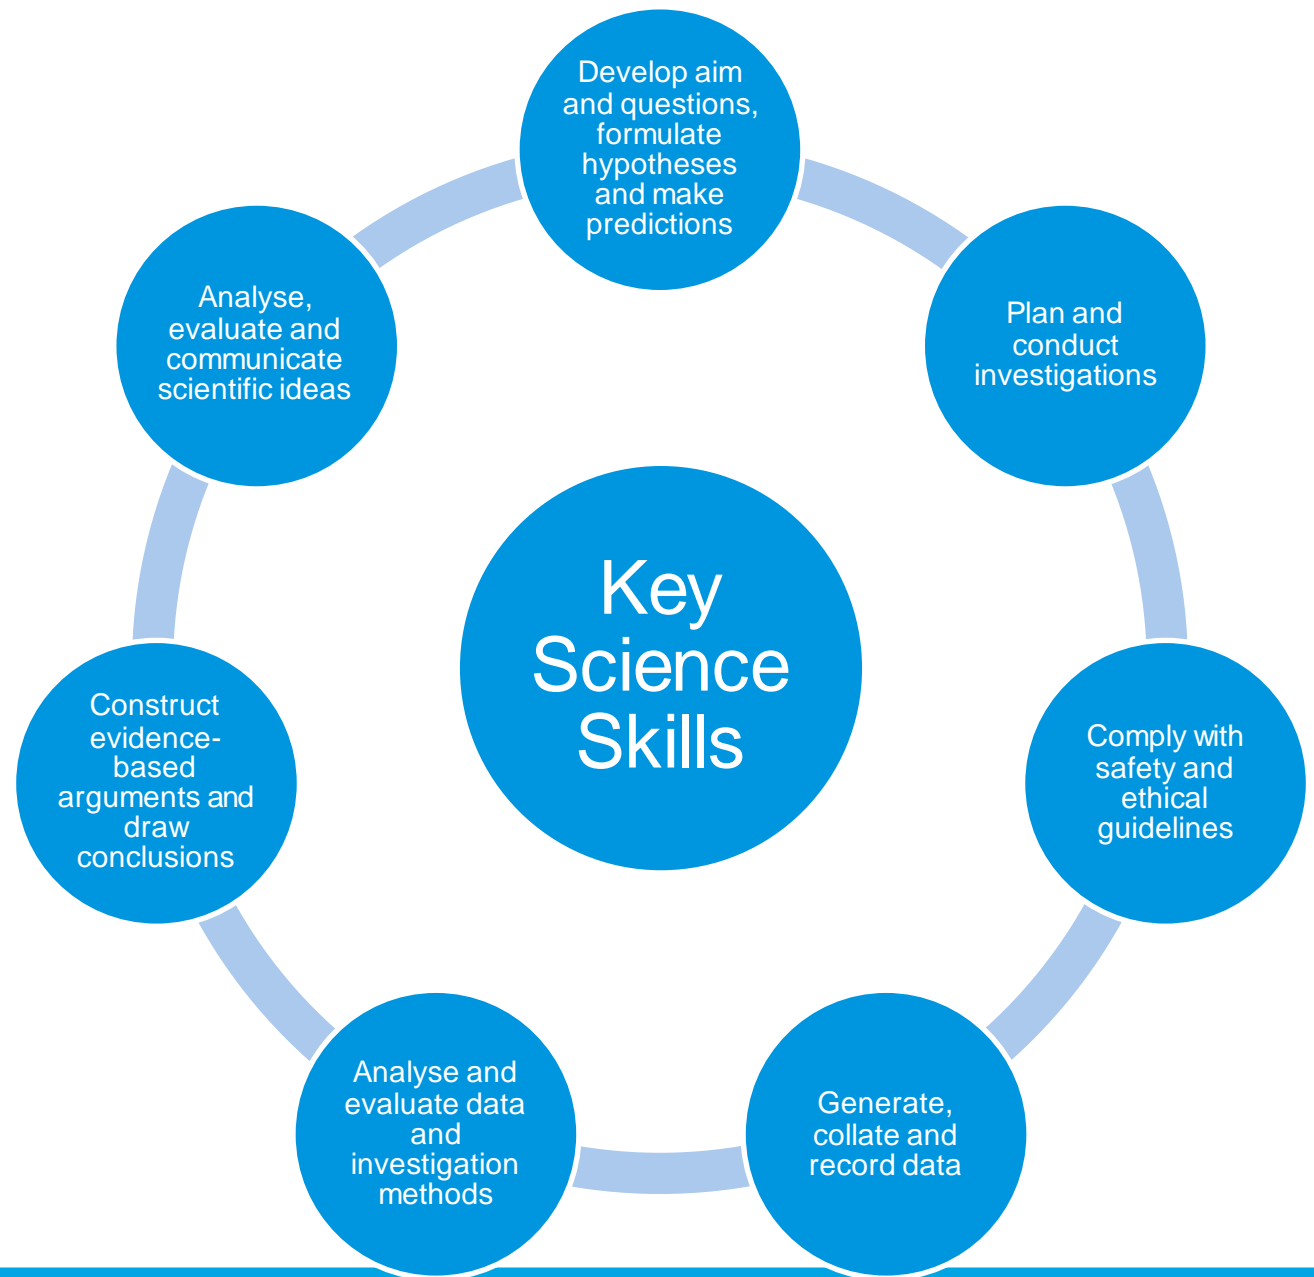 Develop aim
and questions,
formulate
hypotheses
and make
predictions
Plan and
conduct
investigations
Comply with
safety and
ethical
guidelines
Generate,
collate and
record data
Analyse and
evaluate data
and
investigation
methods
Construct
evidence-
based
arguments and
draw
conclusions
Analyse,
evaluate and
communicate
scientific ideas
Key
Science
Skills